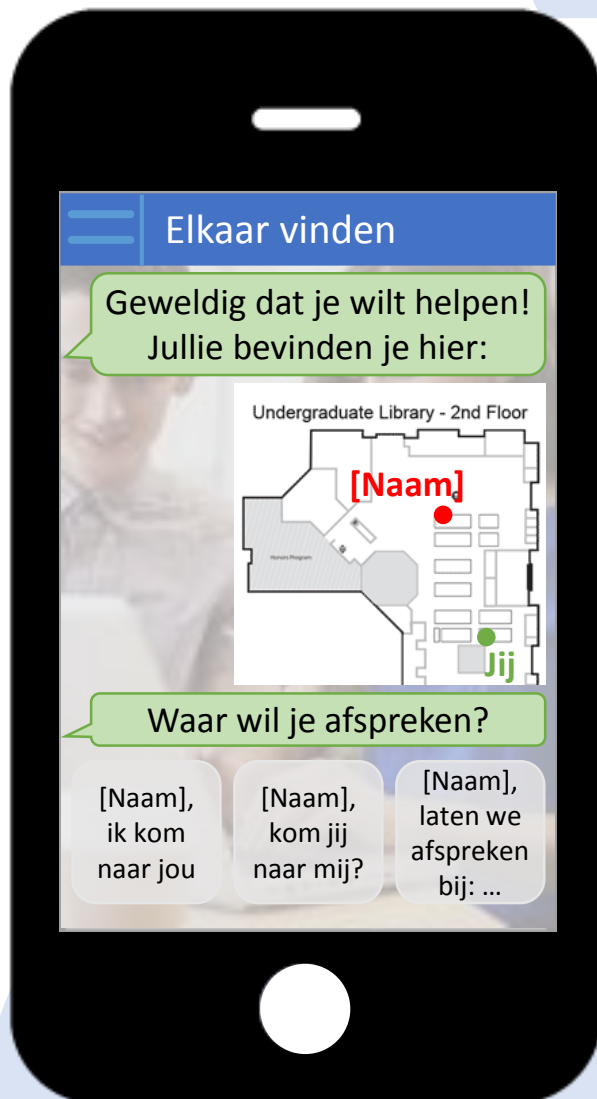 Elkaar vinden
Geweldig dat je wilt helpen!
Jullie bevinden je hier:
Undergraduate Library - 2nd Floor
[Naam]
Honors Program
Jij
Waar wil je afspreken?
[Naam],
ik kom
naar jou
[Naam],
kom jij
naar mij?
[Naam],
laten we
afspreken
bij: ...